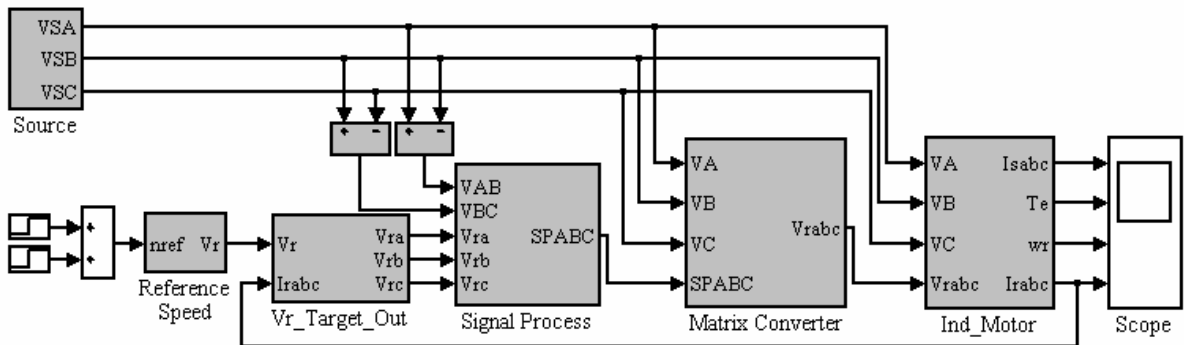 VSA
VSB
VSC
Source
+ -
+ -
+
+
nref Vr
Reference
Speed
Vr
Irabc
Vra
Vrb
Vrc
Vr_Target_Out
VAB
VBC
Vra
Vrb
Vrc
SPABC
Signal Process
VA
VB
VC
SPABC
Vrabc
Matrix Converter
VA
VB
VC
Vrabc
Isabc
Te
wr
Irabc
Ind_Motor
Scope